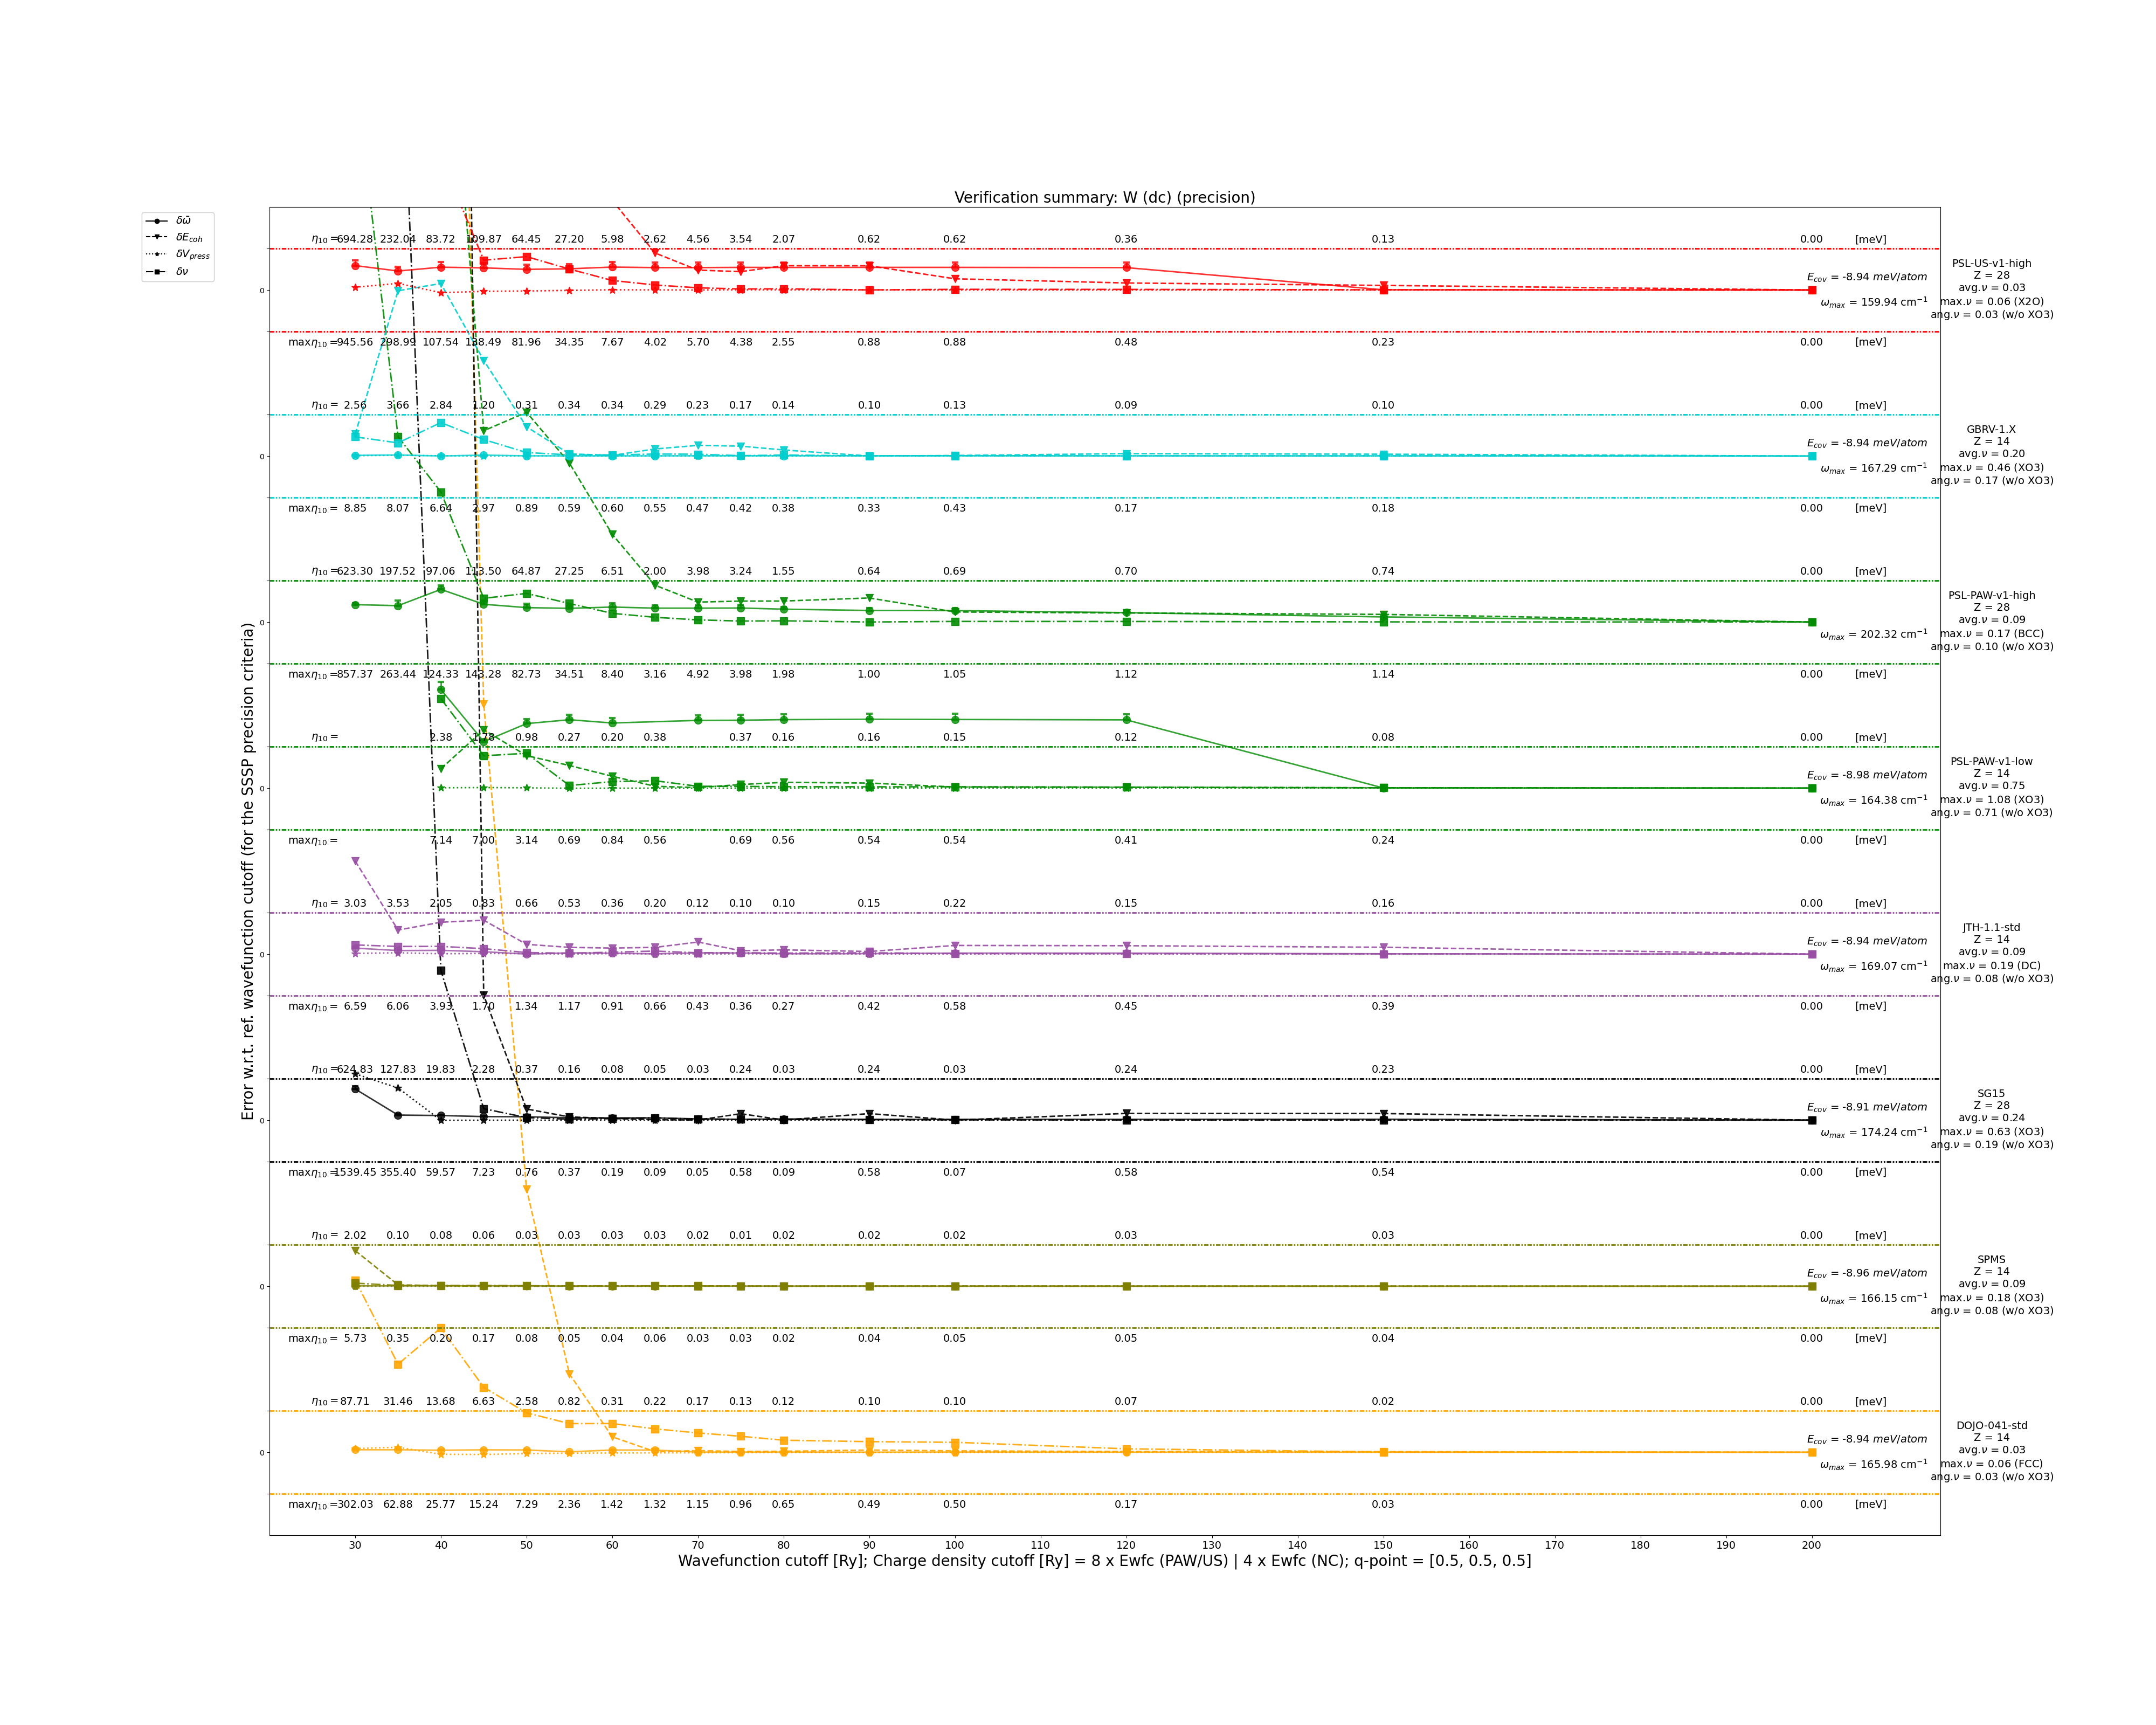 Verification summary: W (dc) (precision)
δω̄
δE_coh
δV_press
δν
Error w.r.t. ref. wavefunction cutoff (for the SSSP precision criteria)
η₁₀ = 694.28 232.04 83.72 109.87 64.45 27.20 5.98 2.62 4.56 3.54 2.07 0.62 0.62 0.36 0.13 0.00 [meV]
0
E_cov = -8.94 meV/atom
ω_max = 159.94 cm⁻¹
PSL-US-v1-high
Z = 28
avg.ν = 0.03
max.ν = 0.06 (X2O)
ang.ν = 0.03 (w/o XO3)
maxη₁₀ = 945.56 298.99 107.54 138.49 81.96 34.35 7.67 4.02 5.70 4.38 2.55 0.88 0.88 0.48 0.23 0.00 [meV]
η₁₀ = 2.56 3.66 2.84 1.20 0.31 0.34 0.34 0.29 0.23 0.17 0.14 0.10 0.13 0.09 0.10 0.00 [meV]
0
E_cov = -8.94 meV/atom
ω_max = 167.29 cm⁻¹
GBRV-1.X
Z = 14
avg.ν = 0.20
max.ν = 0.46 (XO3)
ang.ν = 0.17 (w/o XO3)
maxη₁₀ = 8.85 8.07 6.64 2.97 0.89 0.59 0.60 0.55 0.47 0.42 0.38 0.33 0.43 0.17 0.18 0.00 [meV]
η₁₀ = 623.30 197.52 97.06 113.50 64.87 27.25 6.51 2.00 3.98 3.24 1.55 0.64 0.69 0.70 0.74 0.00 [meV]
0
ω_max = 202.32 cm⁻¹
PSL-PAW-v1-high
Z = 28
avg.ν = 0.09
max.ν = 0.17 (BCC)
ang.ν = 0.10 (w/o XO3)
maxη₁₀ = 857.37 263.44 124.33 143.28 82.73 34.51 8.40 3.16 4.92 3.98 1.98 1.00 1.05 1.12 1.14 0.00 [meV]
η₁₀ = 2.38 1.78 0.98 0.27 0.20 0.38 0.37 0.16 0.16 0.15 0.12 0.08 0.00 [meV]
0
E_cov = -8.98 meV/atom
ω_max = 164.38 cm⁻¹
PSL-PAW-v1-low
Z = 14
avg.ν = 0.75
max.ν = 1.08 (XO3)
ang.ν = 0.71 (w/o XO3)
maxη₁₀ = 7.14 7.00 3.14 0.69 0.84 0.56 0.69 0.56 0.54 0.54 0.41 0.24 0.00 [meV]
η₁₀ = 3.03 3.53 2.05 0.83 0.66 0.53 0.36 0.20 0.12 0.10 0.10 0.15 0.22 0.15 0.16 0.00 [meV]
0
E_cov = -8.94 meV/atom
ω_max = 169.07 cm⁻¹
JTH-1.1-std
Z = 14
avg.ν = 0.09
max.ν = 0.19 (DC)
ang.ν = 0.08 (w/o XO3)
maxη₁₀ = 6.59 6.06 3.93 1.70 1.34 1.17 0.91 0.66 0.43 0.36 0.27 0.42 0.58 0.45 0.39 0.00 [meV]
η₁₀ = 624.83 127.83 19.83 2.28 0.37 0.16 0.08 0.05 0.03 0.24 0.03 0.24 0.03 0.24 0.23 0.00 [meV]
0
E_cov = -8.91 meV/atom
ω_max = 174.24 cm⁻¹
SG15
Z = 28
avg.ν = 0.24
max.ν = 0.63 (XO3)
ang.ν = 0.19 (w/o XO3)
maxη₁₀ = 1539.45 355.40 59.57 7.23 0.76 0.37 0.19 0.09 0.05 0.58 0.09 0.58 0.07 0.58 0.54 0.00 [meV]
η₁₀ = 2.02 0.10 0.08 0.06 0.03 0.03 0.03 0.03 0.02 0.01 0.02 0.02 0.02 0.03 0.03 0.00 [meV]
0
E_cov = -8.96 meV/atom
ω_max = 166.15 cm⁻¹
SPMS
Z = 14
avg.ν = 0.09
max.ν = 0.18 (XO3)
ang.ν = 0.08 (w/o XO3)
maxη₁₀ = 5.73 0.35 0.20 0.17 0.08 0.05 0.04 0.06 0.03 0.03 0.02 0.04 0.05 0.05 0.04 0.00 [meV]
η₁₀ = 87.71 31.46 13.68 6.63 2.58 0.82 0.31 0.22 0.17 0.13 0.12 0.10 0.10 0.07 0.02 0.00 [meV]
0
E_cov = -8.94 meV/atom
ω_max = 165.98 cm⁻¹
DOJO-041-std
Z = 14
avg.ν = 0.03
max.ν = 0.06 (FCC)
ang.ν = 0.03 (w/o XO3)
maxη₁₀ = 302.03 62.88 25.77 15.24 7.29 2.36 1.42 1.32 1.15 0.96 0.65 0.49 0.50 0.17 0.03 0.00 [meV]
30 40 50 60 70 80 90 100 110 120 130 140 150 160 170 180 190 200
Wavefunction cutoff [Ry]; Charge density cutoff [Ry] = 8 x Ewfc (PAW/US) | 4 x Ewfc (NC); q-point = [0.5, 0.5, 0.5]